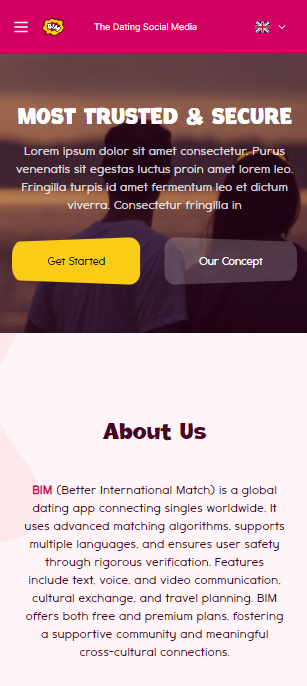 BIM
The Dating Social Media
MOST TRUSTED & SECURE
Lorem ipsum dolor sit amet consectetur. Purus
venenatis sit egestas luctus proin amet lorem leo.
Fringilla turpis id amet fermentum leo et dictum
viverra. Consectetur fringilla in
Get Started
Our Concept
About Us
BIM (Better International Match) is a global
dating app connecting singles worldwide. It
uses advanced matching algorithms, supports
multiple languages, and ensures user safety
through rigorous verification. Features
include text, voice, and video communication,
cultural exchange, and travel planning. BIM
offers both free and premium plans, fostering
a supportive community and meaningful
cross-cultural connections.